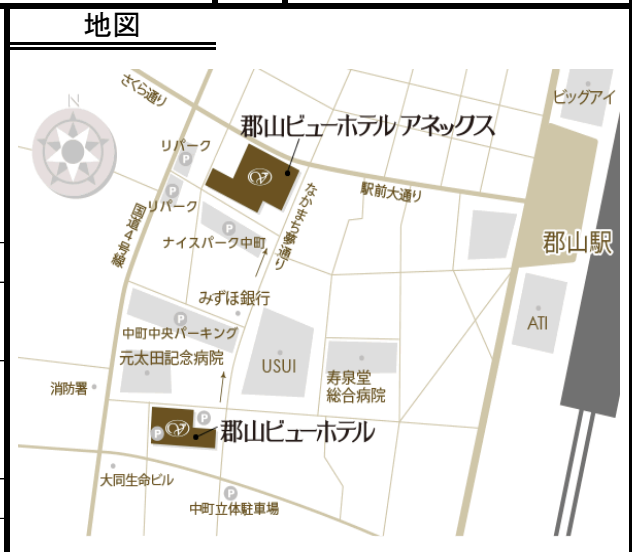 地図
N
さくら通り
ビッグアイ
郡山ビューホテル アネックス
リパーク
P
駅前大通り
P
リパーク
国道4号線
なかまち夢通り
P
ナイスパーク中町
郡山駅
みずほ銀行
P
中町中央パーキング
ATI
元太田記念病院
USUI
寿泉堂
総合病院
消防署
P
P
郡山ビューホテル
大同生命ビル
P
中町立体駐車場